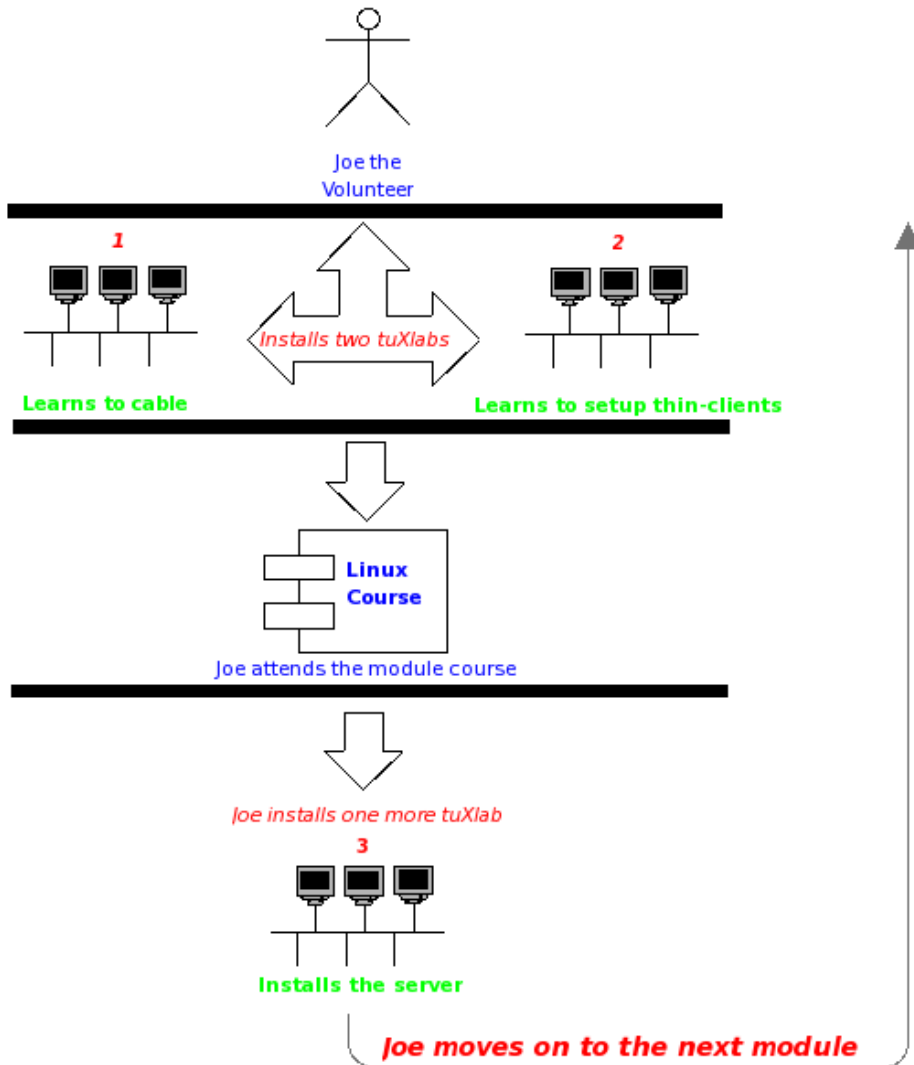 Joe the
Volunteer
1
2
Installs two tuXlabs
Learns to cable
Learns to setup thin-clients
Linux
Course
Joe attends the module course
Joe installs one more tuXlab
3
Installs the server
Joe moves on to the next module